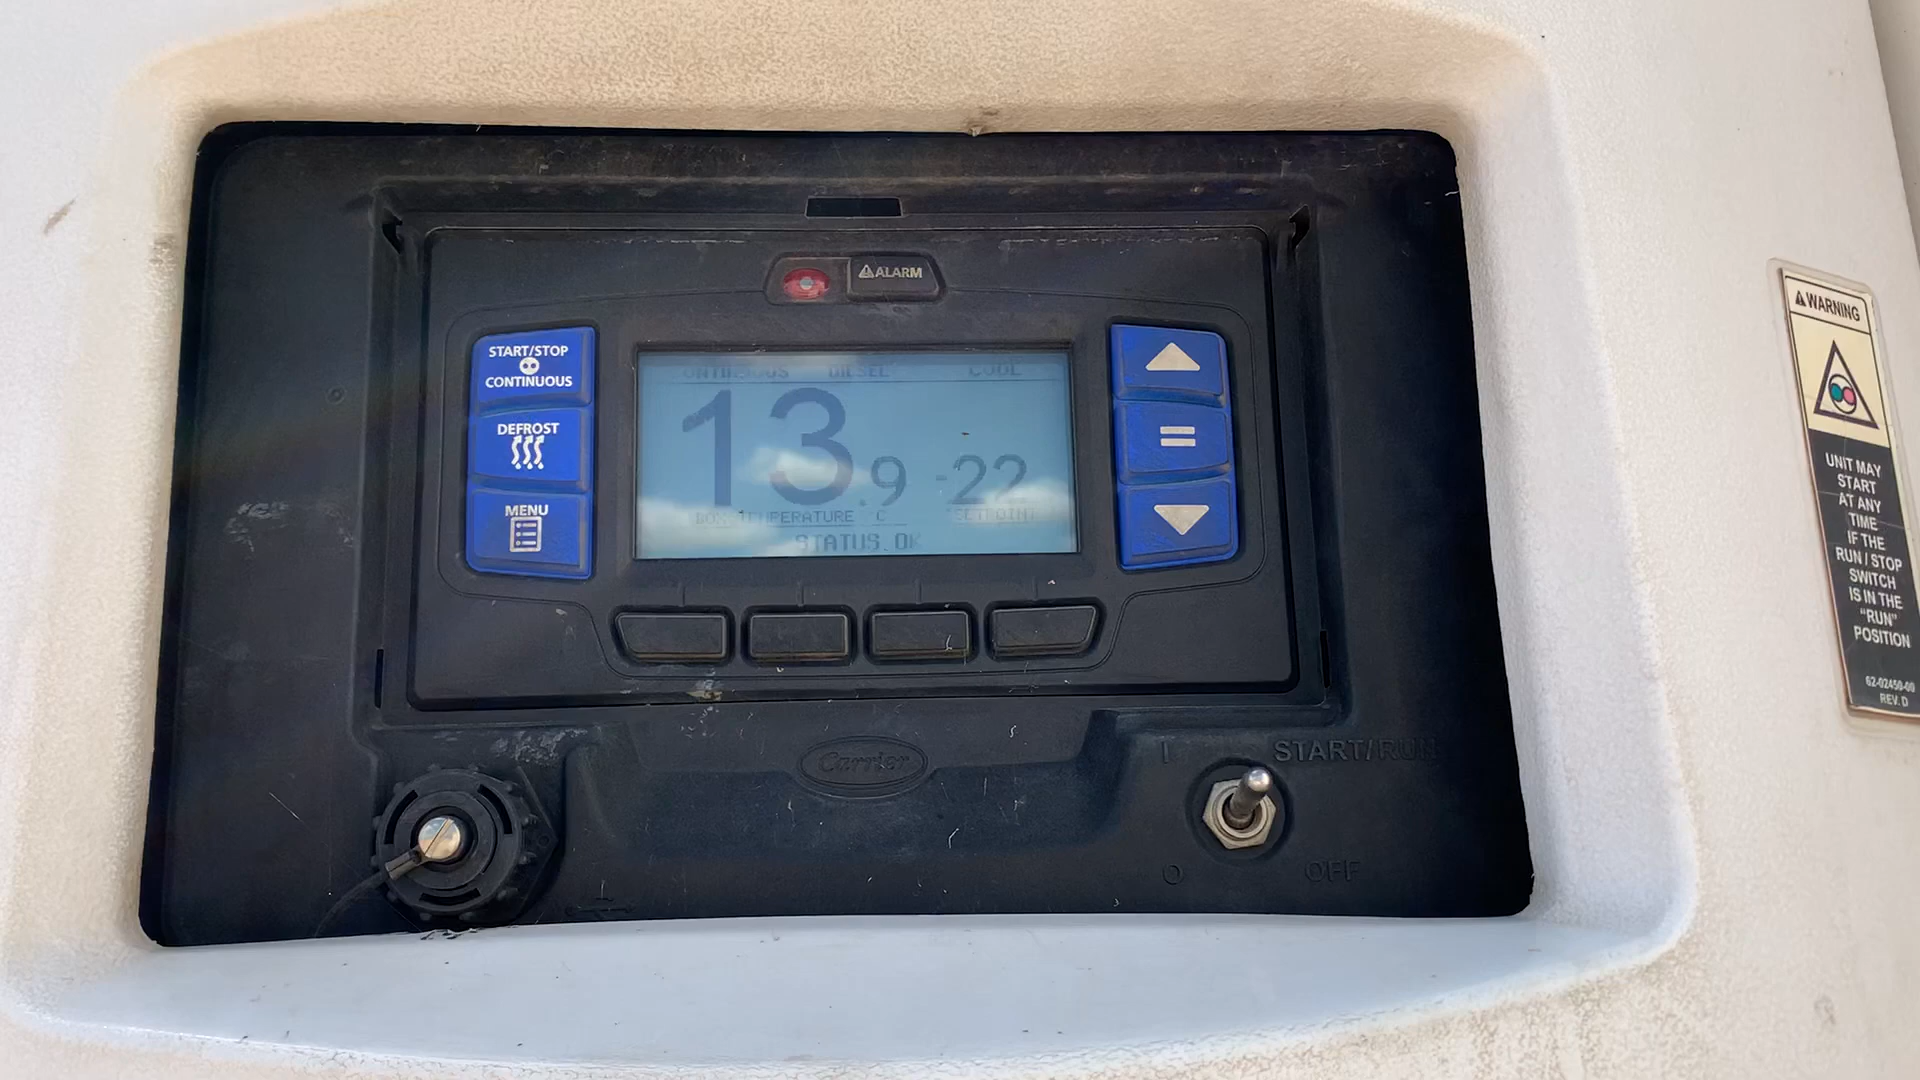 ALARM
START/STOP
CONTINUOUS
DEFROST
MENU
CONTINUOUS DIESEL COOL
13.9 -22
BOX TEMPERATURE C SETPOINT
STATUS OK
=
Carrier
I START/RUN
O OFF
WARNING
UNIT MAY
START
AT ANY
TIME
IF THE
RUN / STOP
SWITCH
IS IN THE
“RUN”
POSITION
62-02450-00
REV. D